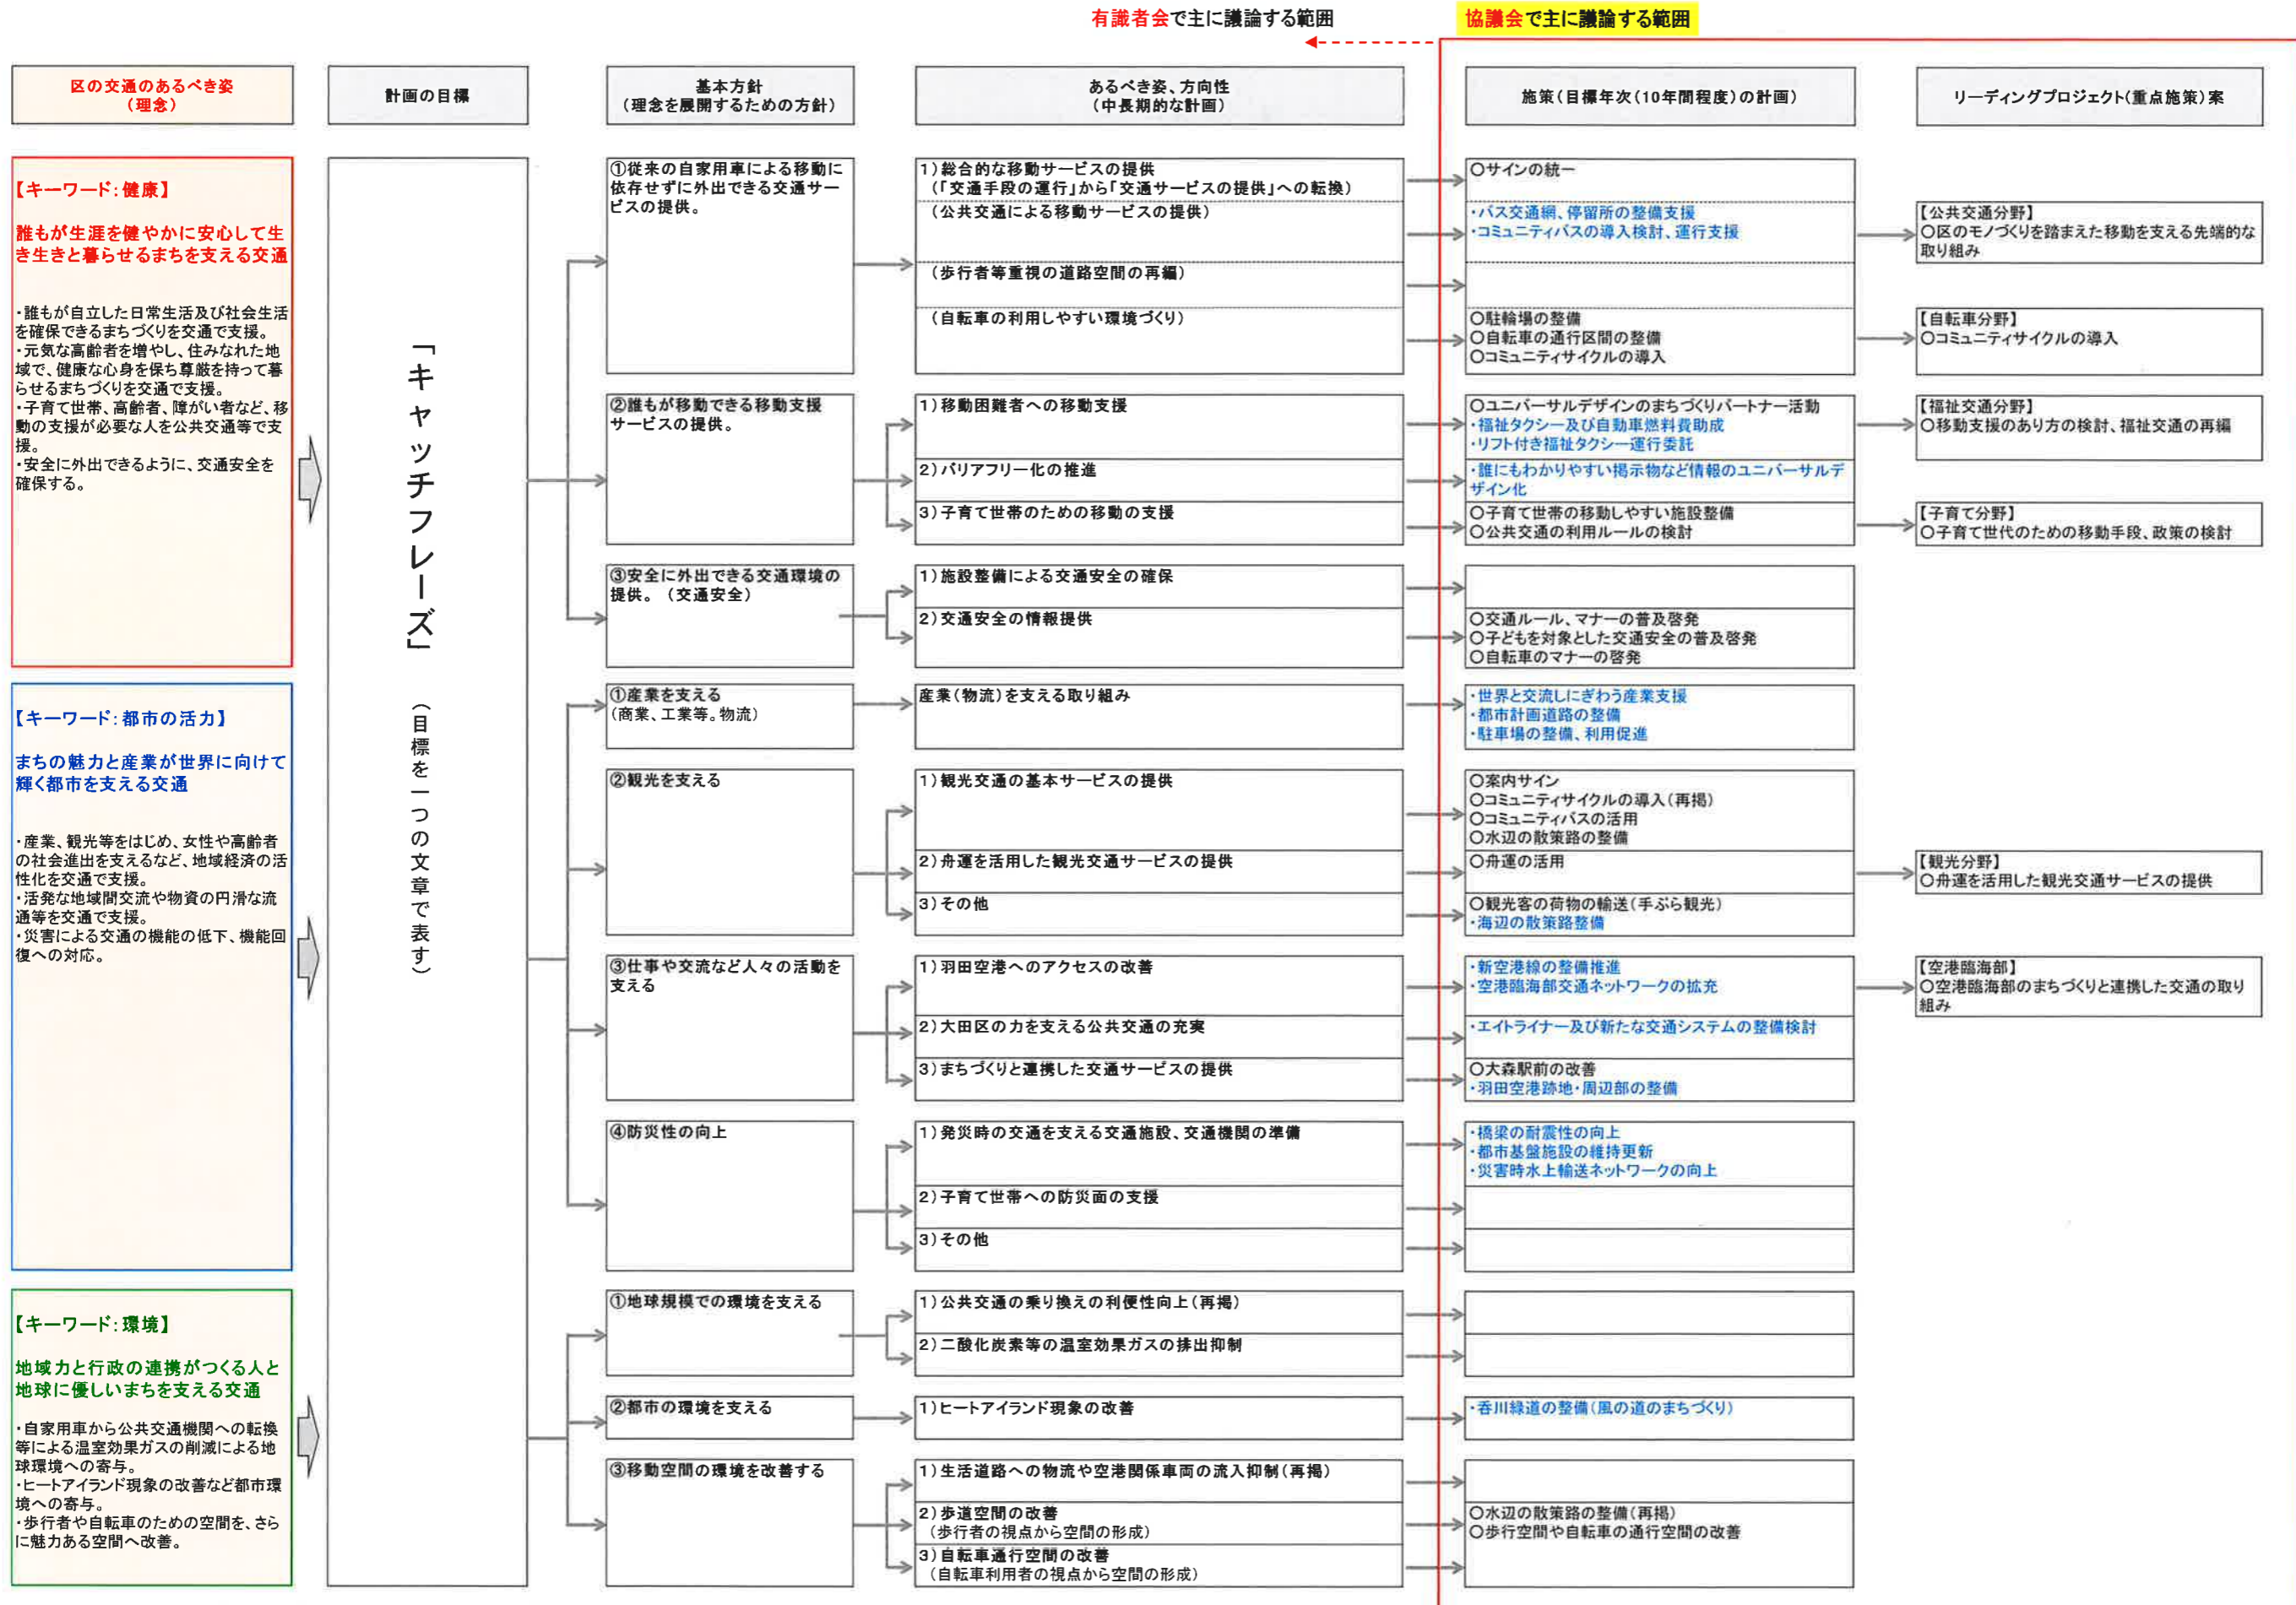 有識者会で主に議論する範囲
協議会で主に議論する範囲
区の交通のあるべき姿
（理念）
計画の目標
基本方針
（理念を展開するための方針）
あるべき姿、方向性
（中長期的な計画）
施策（目標年次（10年間程度）の計画）
リーディングプロジェクト（重点施策）案
【キーワード：健康】
誰もが生涯を健やかに安心して生
き生きと暮らせるまちを支える交通
・誰もが自立した日常生活及び社会生活
を確保できるまちづくりを交通で支援。
・元気な高齢者を増やし、住みなれた地
域で、健康な心身を保ち尊厳を持って暮
らせるまちづくりを交通で支援。
・子育て世帯、高齢者、障がい者など、移
動の支援が必要な人を公共交通等で支
援。
・安全に外出できるように、交通安全を
確保する。
【キーワード：都市の活力】
まちの魅力と産業が世界に向けて
輝く都市を支える交通
・産業、観光等をはじめ、女性や高齢者
の社会進出を支えるなど、地域経済の活
性化を交通で支援。
・活発な地域間交流や物資の円滑な流
通等を交通で支援。
・災害による交通の機能の低下、機能回
復への対応。
【キーワード：環境】
地域力と行政の連携がつくる人と
地球に優しいまちを支える交通
・自家用車から公共交通機関への転換
等による温室効果ガスの削減による地
球環境への寄与。
・ヒートアイランド現象の改善など都市環
境への寄与。
・歩行者や自転車のための空間を、さら
に魅力ある空間へ改善。
「キャッチフレーズ」　（目標を一つの文章で表す）
①従来の自家用車による移動に
依存せずに外出できる交通サー
ビスの提供。
1）総合的な移動サービスの提供
（「交通手段の運行」から「交通サービスの提供」への転換）
（公共交通による移動サービスの提供）
（歩行者等重視の道路空間の再編）
（自転車の利用しやすい環境づくり）
○サインの統一
・バス交通網、停留所の整備支援
・コミュニティバスの導入検討、運行支援
○駐輪場の整備
○自転車の通行区間の整備
○コミュニティサイクルの導入
【公共交通分野】
○区のモノづくりを踏まえた移動を支える先端的な
取り組み
【自転車分野】
○コミュニティサイクルの導入
②誰もが移動できる移動支援
サービスの提供。
1）移動困難者への移動支援
2）バリアフリー化の推進
3）子育て世帯のための移動の支援
○ユニバーサルデザインのまちづくりパートナー活動
・福祉タクシー及び自動車燃料費助成
・リフト付き福祉タクシー運行委託
・誰にもわかりやすい掲示物など情報のユニバーサルデ
ザイン化
○子育て世帯の移動しやすい施設整備
○公共交通の利用ルールの検討
【福祉交通分野】
○移動支援のあり方の検討、福祉交通の再編
【子育て分野】
○子育て世代のための移動手段、政策の検討
③安全に外出できる交通環境の
提供。（交通安全）
1）施設整備による交通安全の確保
2）交通安全の情報提供
○交通ルール、マナーの普及啓発
○子どもを対象とした交通安全の普及啓発
○自転車のマナーの啓発
①産業を支える
（商業、工業等。物流）
産業（物流）を支える取り組み
・世界と交流しにぎわう産業支援
・都市計画道路の整備
・駐車場の整備、利用促進
②観光を支える
1）観光交通の基本サービスの提供
2）舟運を活用した観光交通サービスの提供
3）その他
○案内サイン
○コミュニティサイクルの導入（再掲）
○コミュニティバスの活用
○水辺の散策路の整備
○舟運の活用
○観光客の荷物の輸送（手ぶら観光）
・海辺の散策路整備
【観光分野】
○舟運を活用した観光交通サービスの提供
③仕事や交流など人々の活動を
支える
1）羽田空港へのアクセスの改善
2）大田区の力を支える公共交通の充実
3）まちづくりと連携した交通サービスの提供
・新空港線の整備推進
・空港臨海部交通ネットワークの拡充
・エイトライナー及び新たな交通システムの整備検討
○大森駅前の改善
・羽田空港跡地・周辺部の整備
【空港臨海部】
○空港臨海部のまちづくりと連携した交通の取り
組み
④防災性の向上
1）発災時の交通を支える交通施設、交通機関の準備
2）子育て世帯への防災面の支援
3）その他
・橋梁の耐震性の向上
・都市基盤施設の維持更新
・災害時水上輸送ネットワークの向上
①地球規模での環境を支える
1）公共交通の乗り換えの利便性向上（再掲）
2）二酸化炭素等の温室効果ガスの排出抑制
②都市の環境を支える
1）ヒートアイランド現象の改善
・呑川緑道の整備（風の道のまちづくり）
③移動空間の環境を改善する
1）生活道路への物流や空港関係車両の流入抑制（再掲）
2）歩道空間の改善
（歩行者の視点から空間の形成）
3）自転車通行空間の改善
（自転車利用者の視点から空間の形成）
○水辺の散策路の整備（再掲）
○歩行空間や自転車の通行空間の改善